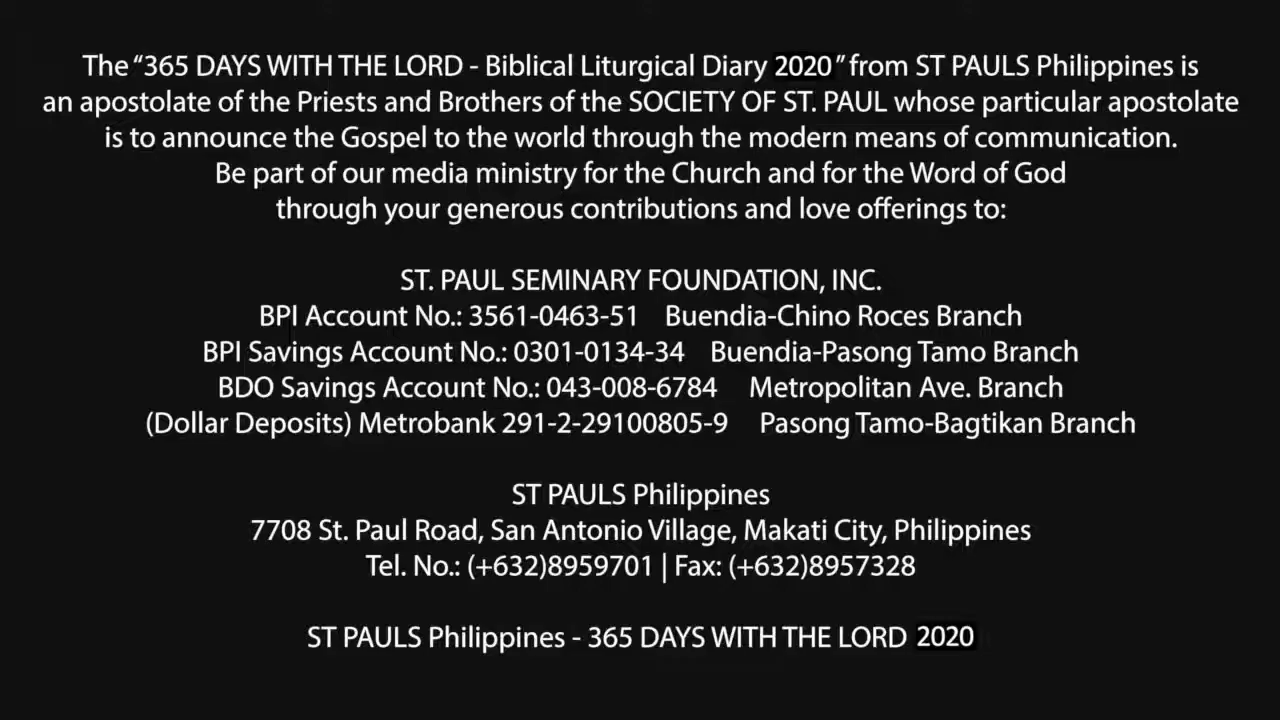 The “365 DAYS WITH THE LORD - Biblical Liturgical Diary 2020” from ST PAULS Philippines is
an apostolate of the Priests and Brothers of the SOCIETY OF ST. PAUL whose particular apostolate
is to announce the Gospel to the world through the modern means of communication.
Be part of our media ministry for the Church and for the Word of God
through your generous contributions and love offerings to:
ST. PAUL SEMINARY FOUNDATION, INC.
BPI Account No.: 3561-0463-51 Buendia-Chino Roces Branch
BPI Savings Account No.: 0301-0134-34 Buendia-Pasong Tamo Branch
BDO Savings Account No.: 043-008-6784 Metropolitan Ave. Branch
(Dollar Deposits) Metrobank 291-2-29100805-9 Pasong Tamo-Bagtikan Branch
ST PAULS Philippines
7708 St. Paul Road, San Antonio Village, Makati City, Philippines
Tel. No.: (+632)8959701 | Fax: (+632)8957328
ST PAULS Philippines - 365 DAYS WITH THE LORD 2020